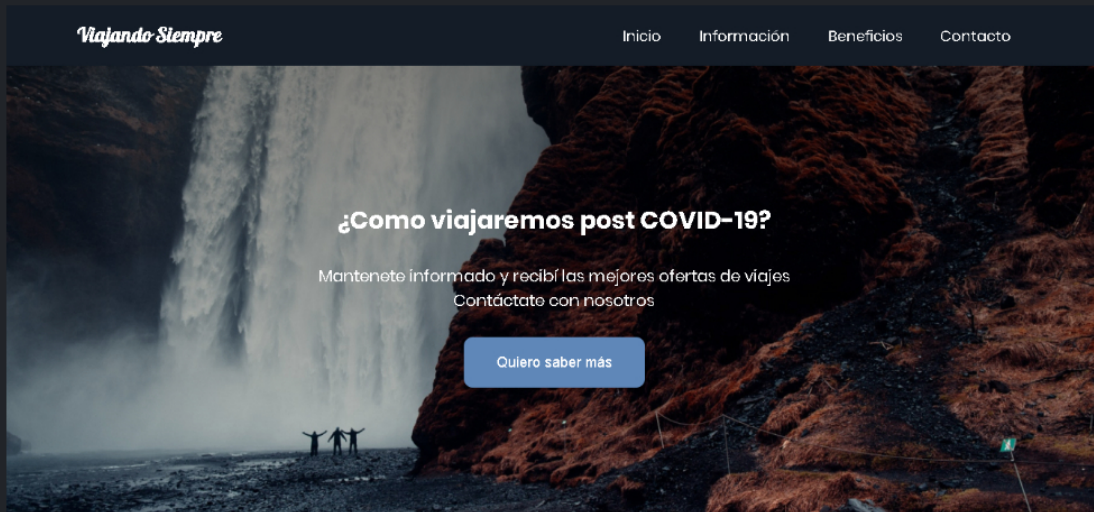 Viajando Siempre
Inicio Información Beneficios Contacto
¿Como viajaremos post COVID-19?
Mantenete informado y recibí las mejores ofertas de viajes
Contáctate con nosotros
Quiero saber más